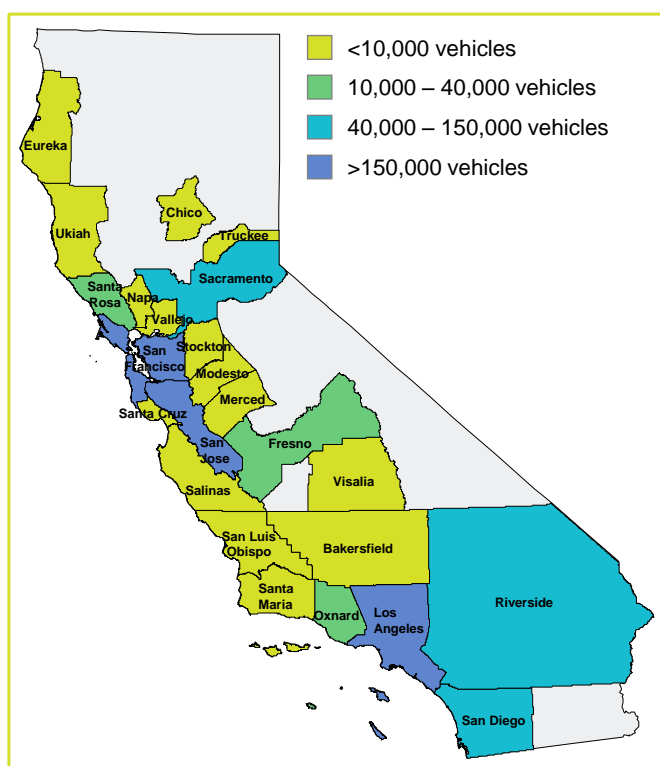 <10,000 vehicles
10,000 – 40,000 vehicles
40,000 – 150,000 vehicles
>150,000 vehicles
Eureka
Chico
Ukiah
Truckee
Sacramento
Santa
Rosa
Napa
Vallejo
San
Francisco
Stockton
Modesto
Merced
Santa Cruz
San
Jose
Fresno
Visalia
Salinas
San Luis
Obispo
Bakersfield
Santa
Maria
Oxnard
Los
Angeles
Riverside
San Diego